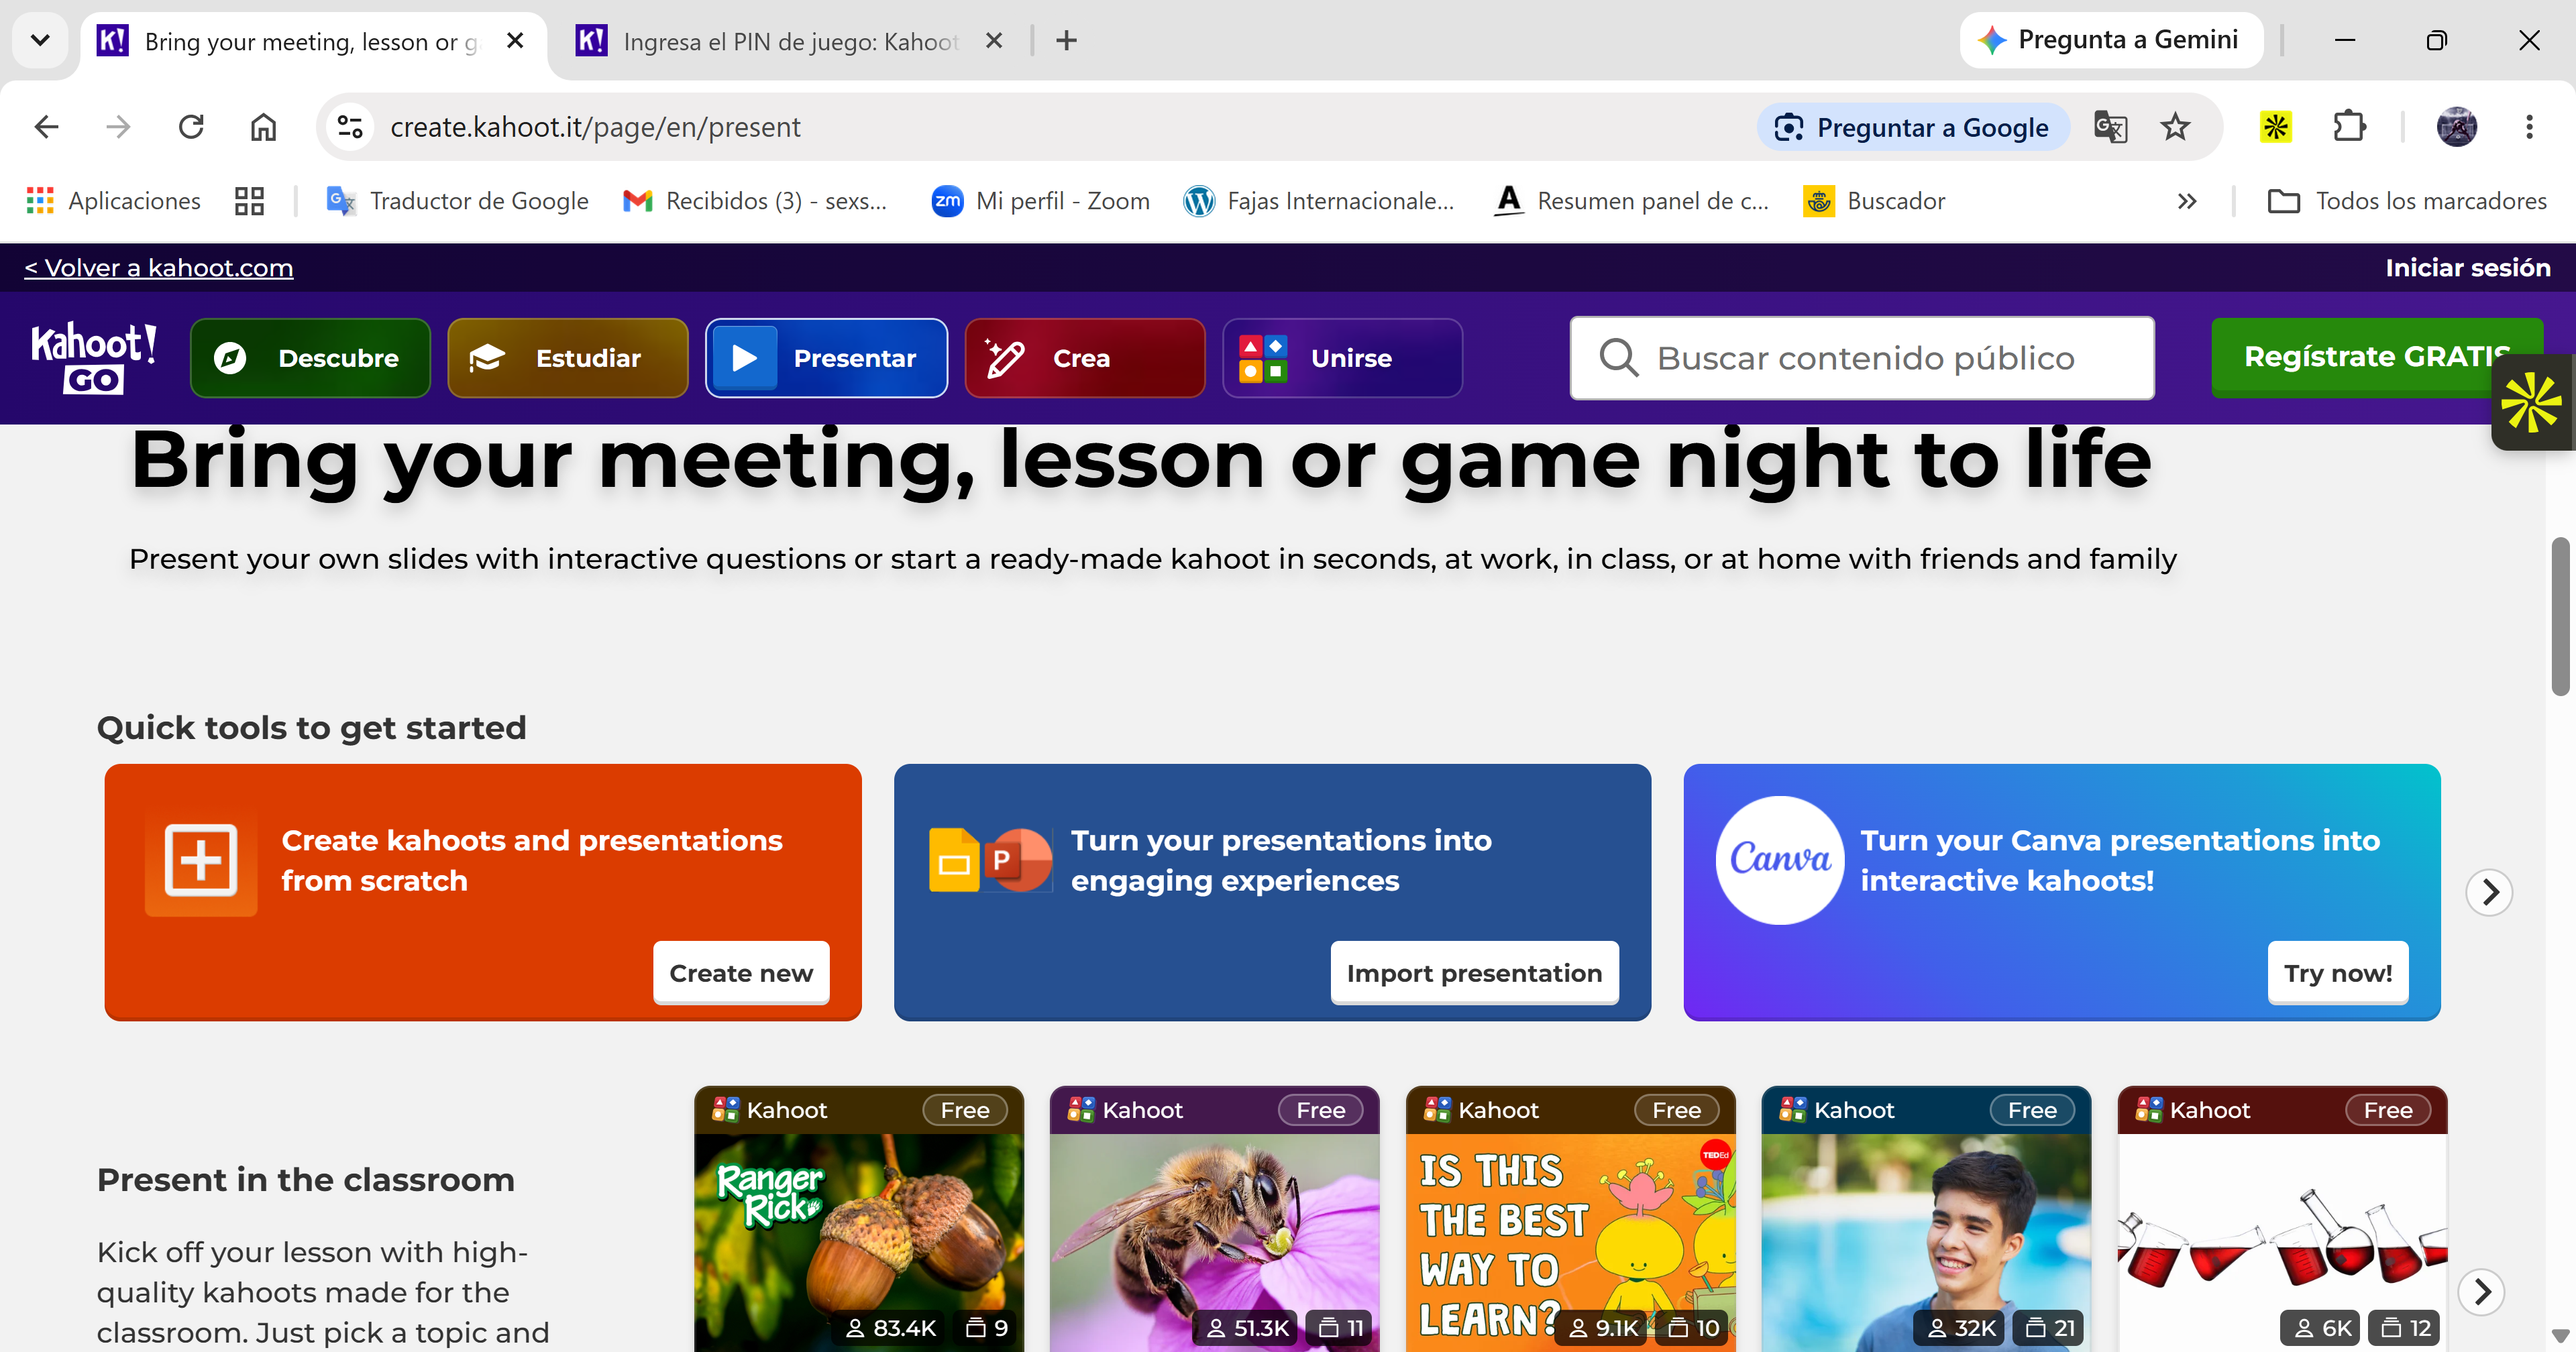 Bring your meeting, lesson or g
Ingresa el PIN de juego: Kahoot
Pregunta a Gemini
create.kahoot.it/page/en/present
Preguntar a Google
Aplicaciones
Traductor de Google
Recibidos (3) - sexs...
zm
Mi perfil - Zoom
Fajas Internacionale...
Resumen panel de c...
Buscador
Todos los marcadores
< Volver a kahoot.com
Iniciar sesión
Kahoot!
GO
Descubre
Estudiar
Presentar
Crea
Unirse
Buscar contenido público
Regístrate GRATIS
Bring your meeting, lesson or game night to life
Present your own slides with interactive questions or start a ready-made kahoot in seconds, at work, in class, or at home with friends and family
Quick tools to get started
Create kahoots and presentations
from scratch
Create new
P
Turn your presentations into
engaging experiences
Import presentation
Canva
Turn your Canva presentations into
interactive kahoots!
Try now!
Present in the classroom
Kick off your lesson with high-
quality kahoots made for the
classroom. Just pick a topic and
Kahoot Free
Ranger
Rick
83.4K 9
Kahoot Free
51.3K 11
Kahoot Free
TEDEd
IS THIS
THE BEST
WAY TO
LEARN?
9.1K 10
Kahoot Free
32K 21
Kahoot Free
6K 12